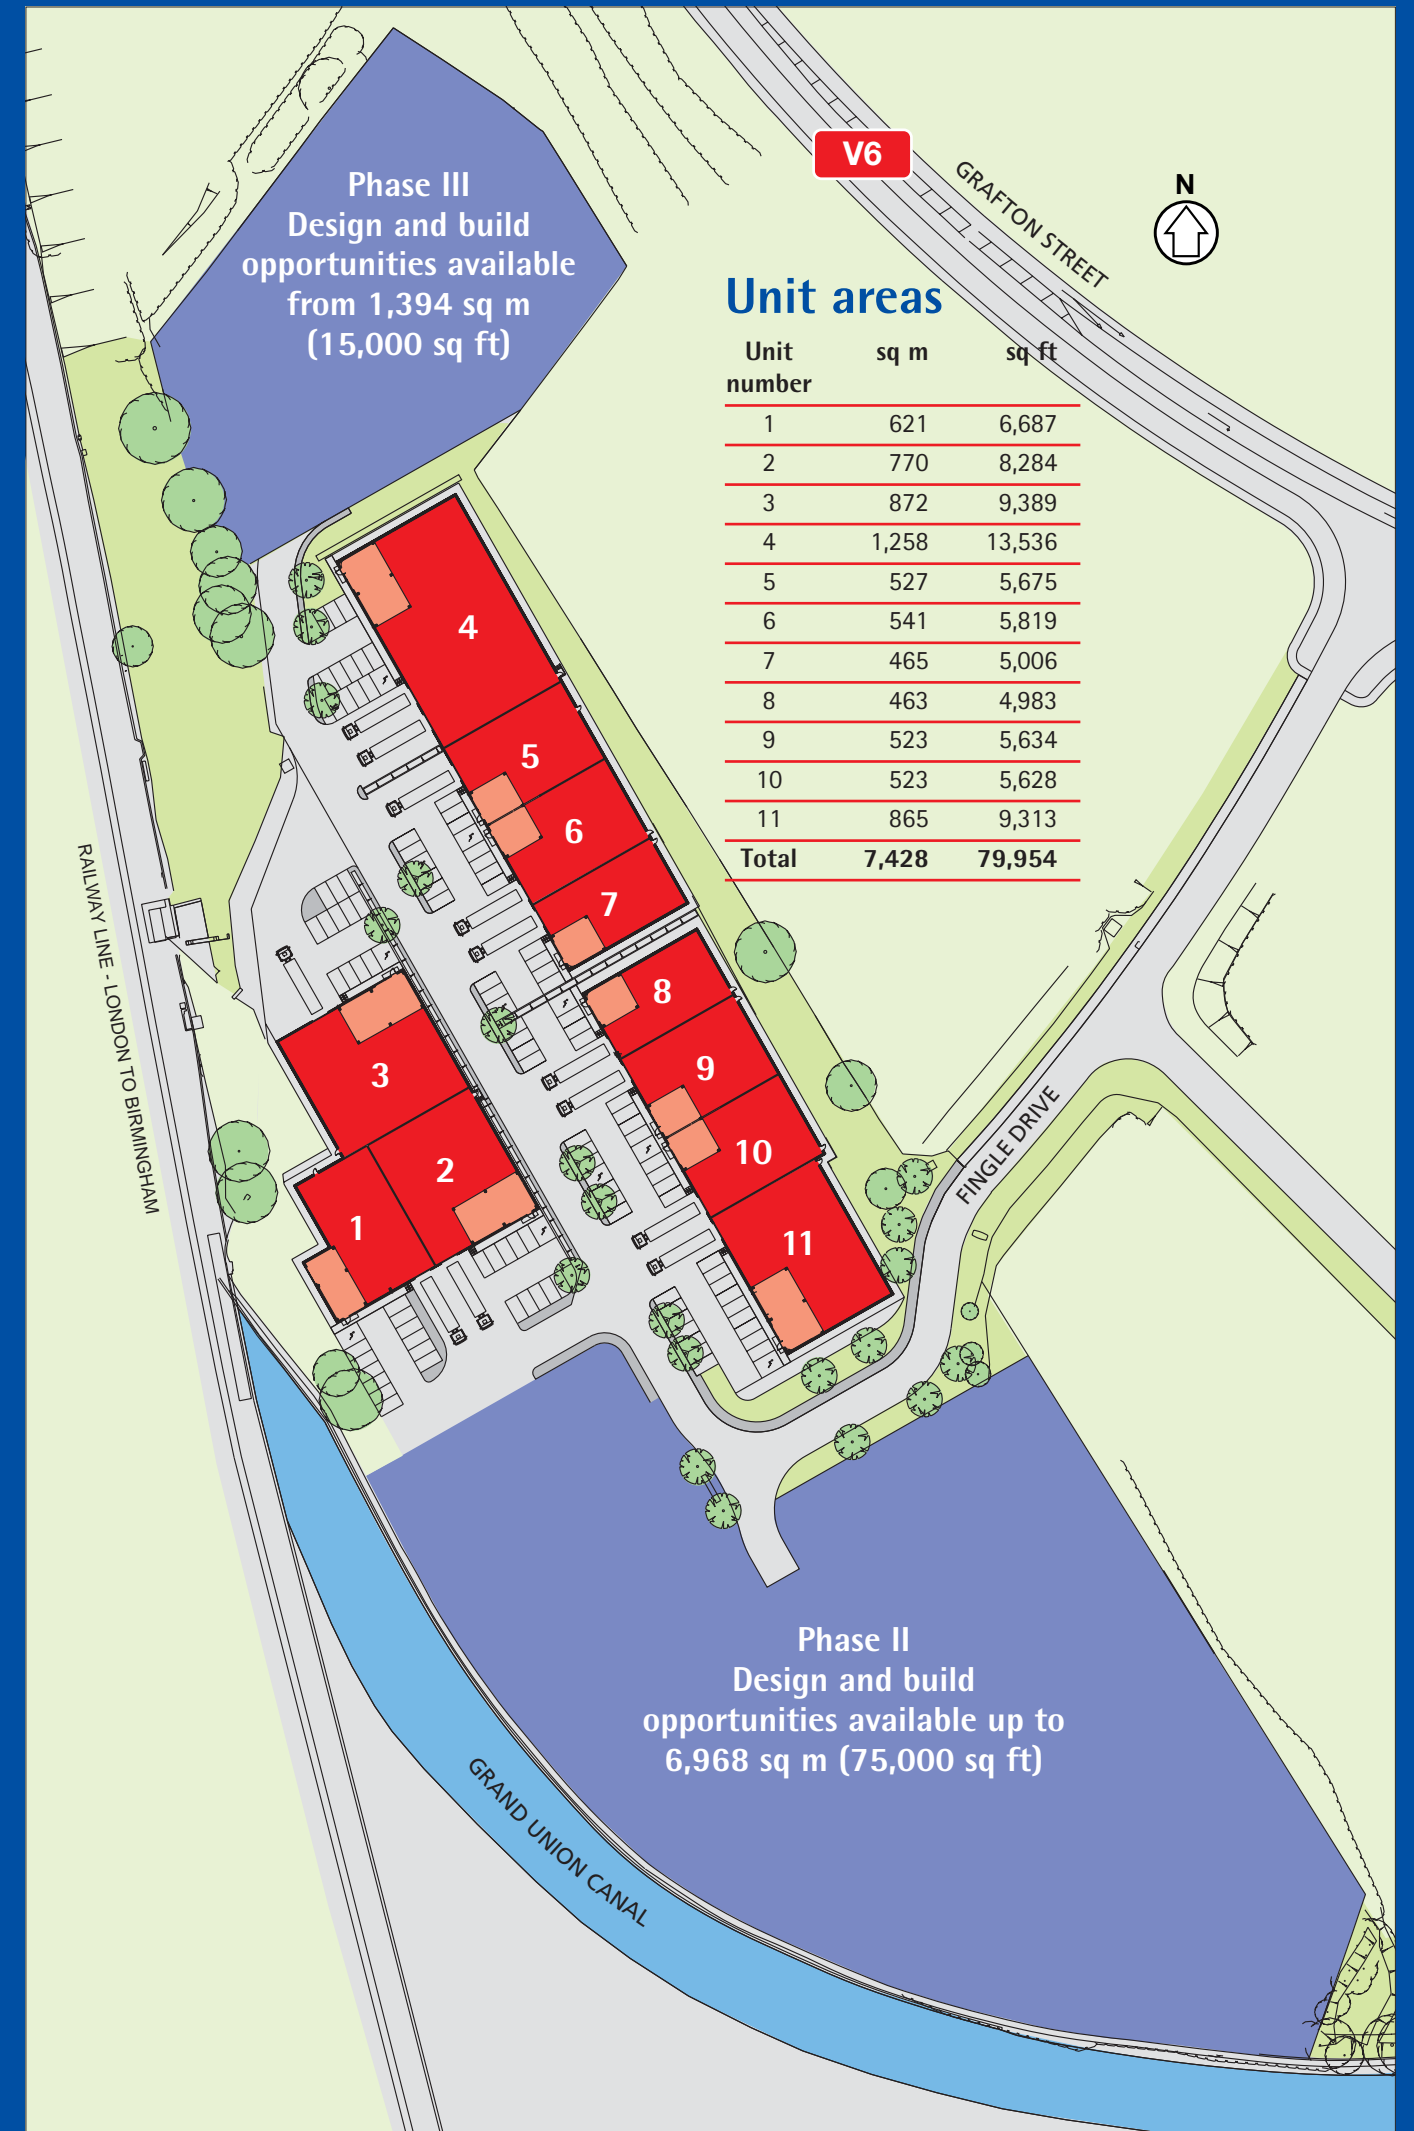 Phase III
Design and build
opportunities available
from 1,394 sq m
(15,000 sq ft)
V6
GRAFTON STREET
N
Unit areas
Unit number sq m sq ft
1 621 6,687
2 770 8,284
3 872 9,389
4 1,258 13,536
5 527 5,675
6 541 5,819
7 465 5,006
8 463 4,983
9 523 5,634
10 523 5,628
11 865 9,313
Total 7,428 79,954
4
5
6
7
8
9
10
11
3
2
1
RAILWAY LINE - LONDON TO BIRMINGHAM
FINGLE DRIVE
Phase II
Design and build
opportunities available up to
6,968 sq m (75,000 sq ft)
GRAND UNION CANAL